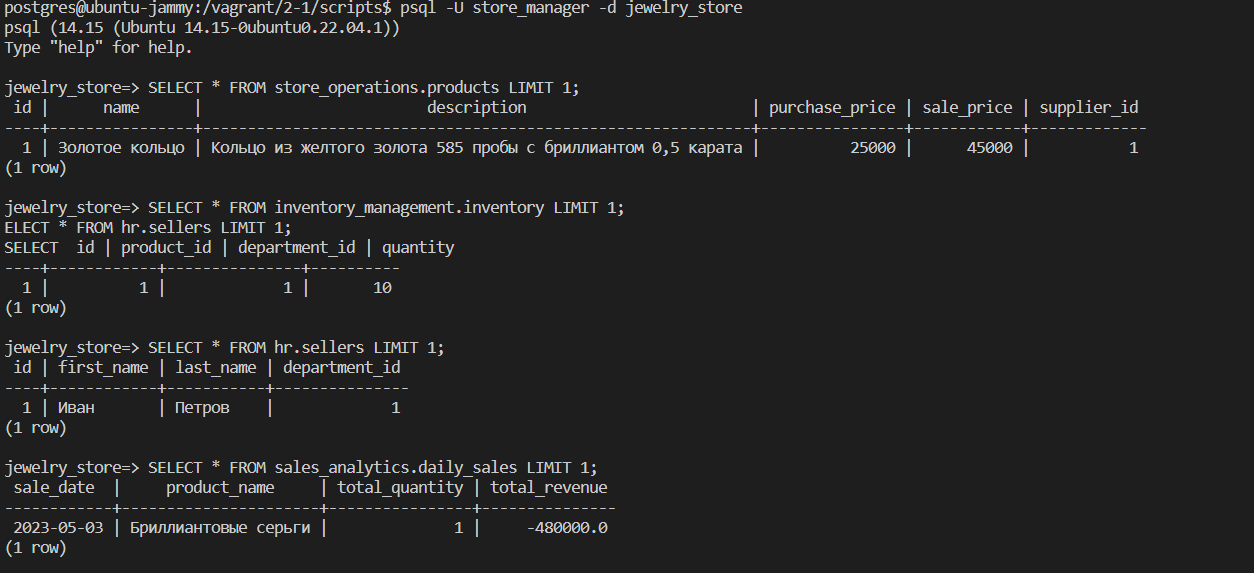 postgres@ubuntu-jammy:/vagrant/2-1/scripts$ psql -U store_manager -d jewelry_store
psql (14.15 (Ubuntu 14.15-0ubuntu0.22.04.1))
Type "help" for help.

jewelry_store=> SELECT * FROM store_operations.products LIMIT 1;
 id |      name      |                         description                         | purchase_price | sale_price | supplier_id
----+----------------+-------------------------------------------------------------+----------------+------------+-------------
  1 | Золотое кольцо | Кольцо из желтого золота 585 пробы с бриллиантом 0,5 карата |          25000 |      45000 |           1
(1 row)

jewelry_store=> SELECT * FROM inventory_management.inventory LIMIT 1;
ELECT * FROM hr.sellers LIMIT 1;
SELECT  id | product_id | department_id | quantity
----+------------+---------------+----------
  1 |          1 |             1 |       10
(1 row)

jewelry_store=> SELECT * FROM hr.sellers LIMIT 1;
 id | first_name | last_name | department_id
----+------------+-----------+---------------
  1 | Иван       | Петров    |             1
(1 row)

jewelry_store=> SELECT * FROM sales_analytics.daily_sales LIMIT 1;
 sale_date  |     product_name     | total_quantity | total_revenue
------------+----------------------+----------------+---------------
 2023-05-03 | Бриллиантовые серьги |              1 |     -480000.0
(1 row)